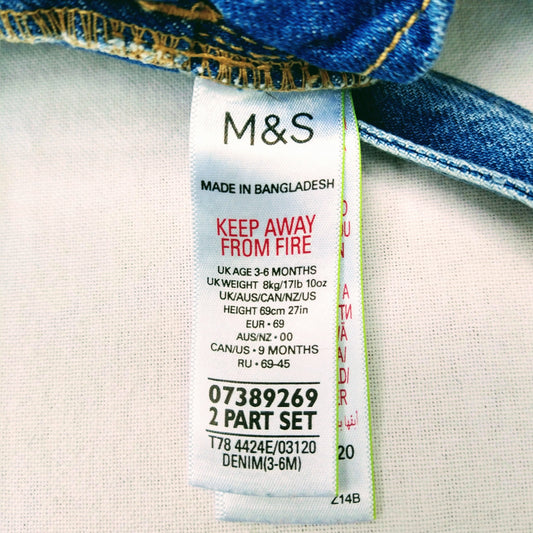 M&S
MADE IN BANGLADESH
KEEP AWAY
FROM FIRE
UK AGE 3-6 MONTHS
UK WEIGHT 8kg/17lb 10oz
UK/AUS/CAN/NZ/US
HEIGHT 69cm 27in
EUR • 69
AUS/NZ • 00
CAN/US • 9 MONTHS
RU • 69-45
07389269
2 PART SET
T78 4424E/03120
DENIM(3-6M)
20
Z14B